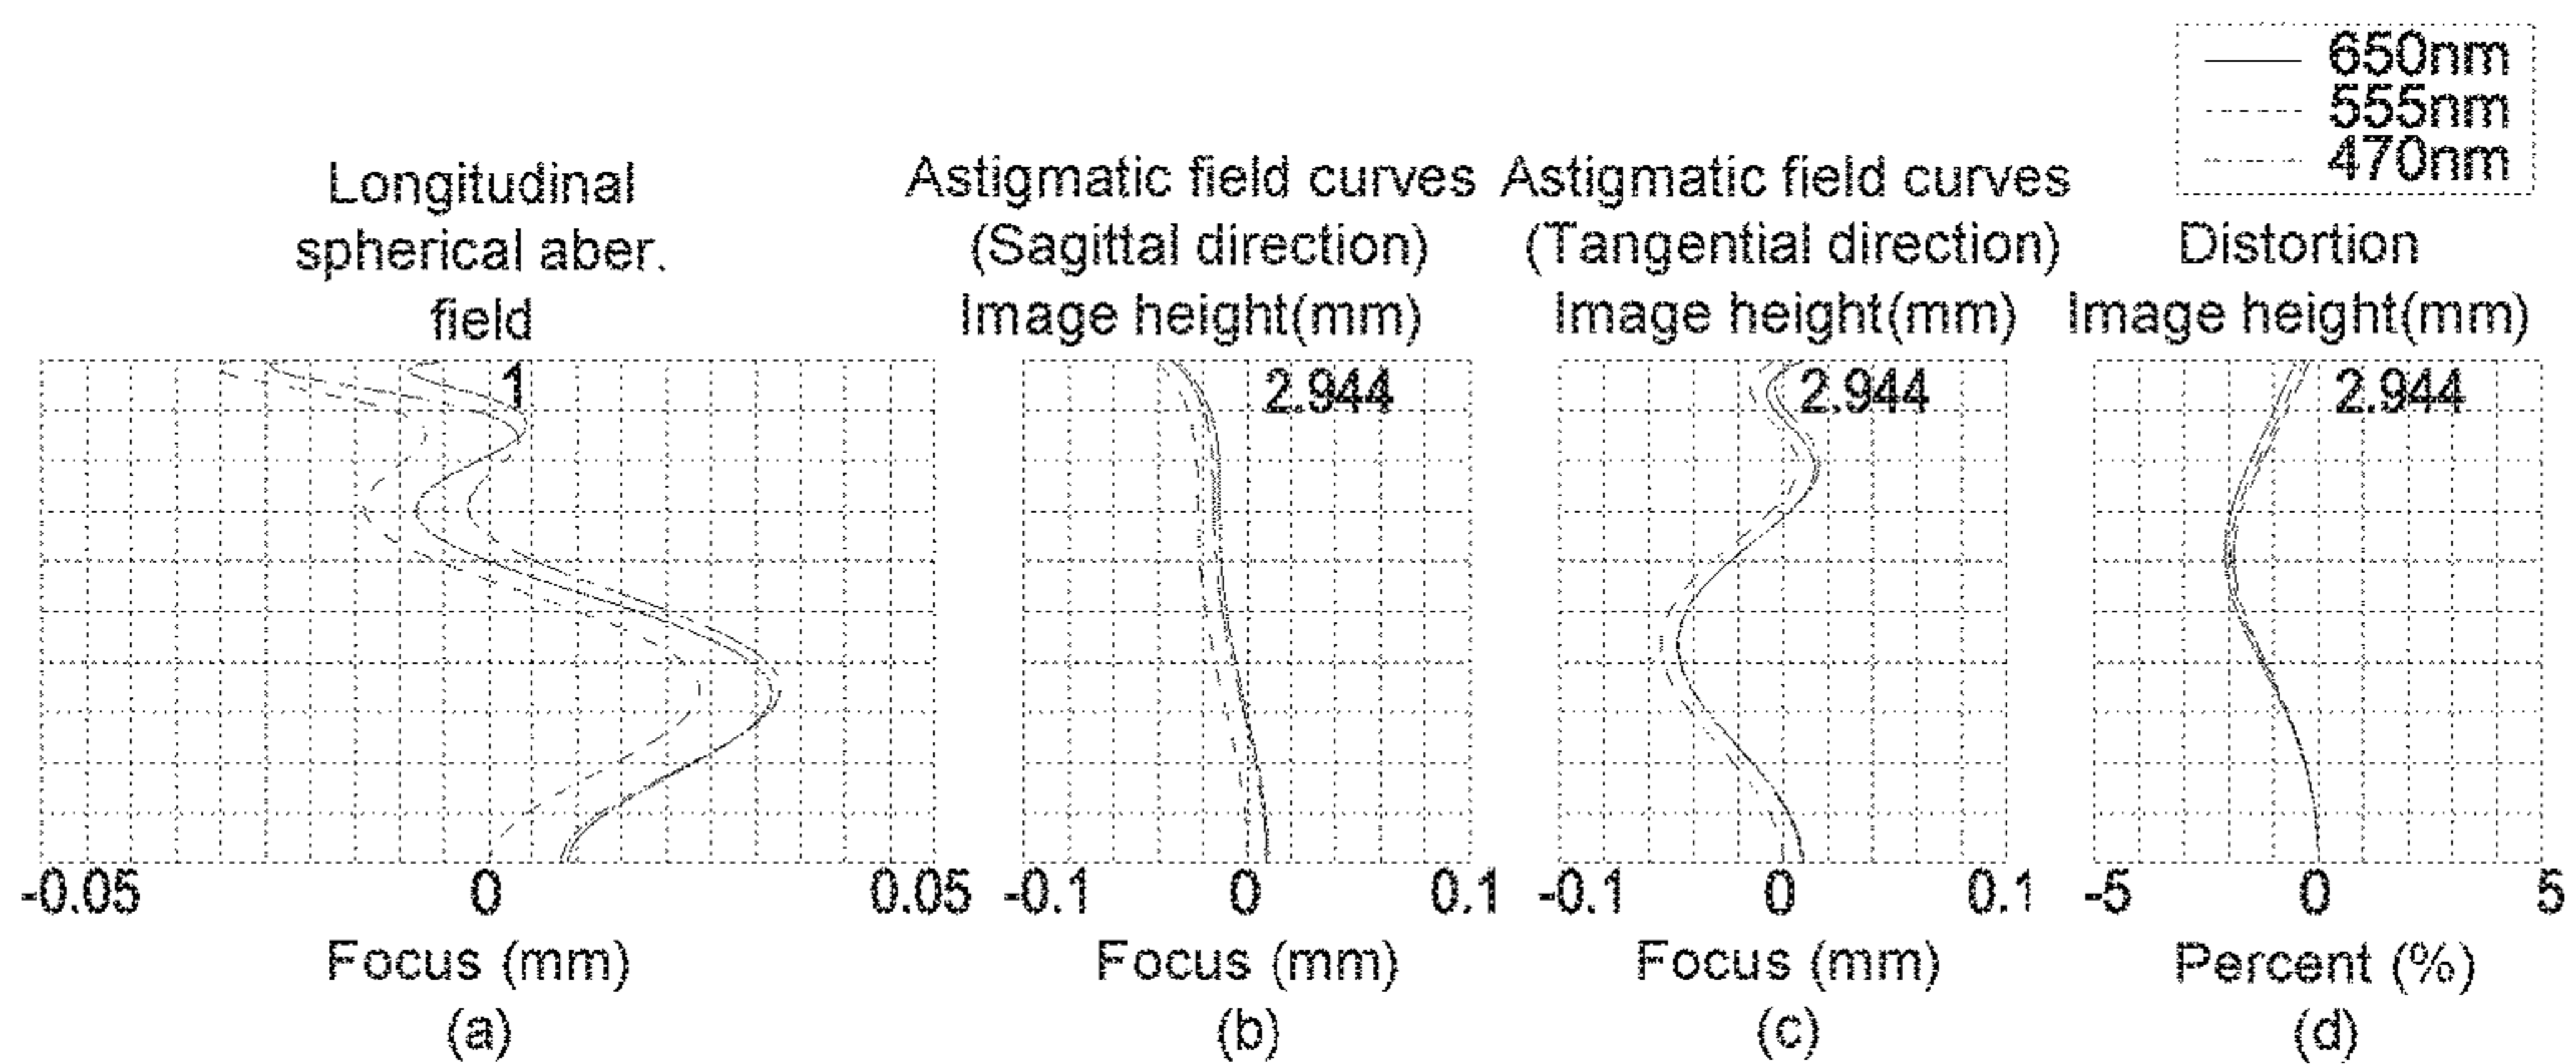 650nm
555nm
470nm
Longitudinal
spherical aber.
field
Astigmatic field curves
(Sagittal direction)
Image height(mm)
Astigmatic field curves
(Tangential direction)
Image height(mm)
Distortion
Image height(mm)
1
2.944
2.944
2.944
-0.05 0 0.05
-0.1 0 0.1
-0.1 0 0.1
-5 0 5
Focus (mm)
Focus (mm)
Focus (mm)
Percent (%)
(a)
(b)
(c)
(d)